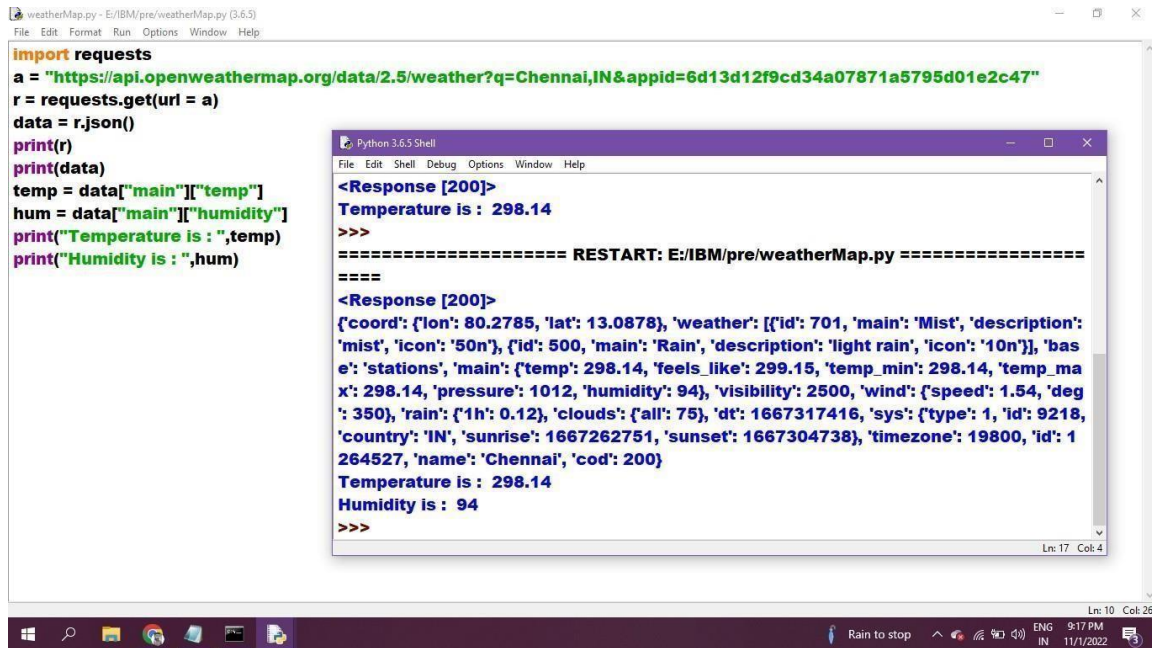 weatherMap.py - E:/IBM/pre/weatherMap.py (3.6.5)
File Edit Format Run Options Window Help
import requests
a = "https://api.openweathermap.org/data/2.5/weather?q=Chennai,IN&appid=6d13d12f9cd34a07871a5795d01e2c47"
r = requests.get(url = a)
data = r.json()
print(r)
print(data)
temp = data["main"]["temp"]
hum = data["main"]["humidity"]
print("Temperature is : ",temp)
print("Humidity is : ",hum)
Python 3.6.5 Shell
File Edit Shell Debug Options Window Help
<Response [200]>
Temperature is :  298.14
>>>
===================== RESTART: E:/IBM/pre/weatherMap.py =================
====
<Response [200]>
{'coord': {'lon': 80.2785, 'lat': 13.0878}, 'weather': [{'id': 701, 'main': 'Mist', 'description':
'mist', 'icon': '50n'}, {'id': 500, 'main': 'Rain', 'description': 'light rain', 'icon': '10n'}], 'bas
e': 'stations', 'main': {'temp': 298.14, 'feels_like': 299.15, 'temp_min': 298.14, 'temp_ma
x': 298.14, 'pressure': 1012, 'humidity': 94}, 'visibility': 2500, 'wind': {'speed': 1.54, 'deg
': 350}, 'rain': {'1h': 0.12}, 'clouds': {'all': 75}, 'dt': 1667317416, 'sys': {'type': 1, 'id': 9218,
'country': 'IN', 'sunrise': 1667262751, 'sunset': 1667304738}, 'timezone': 19800, 'id': 1
264527, 'name': 'Chennai', 'cod': 200}
Temperature is :  298.14
Humidity is :  94
>>>
Ln: 17 Col: 4
Ln: 10 Col: 26
Rain to stop
ENG
IN
9:17 PM
11/1/2022
3